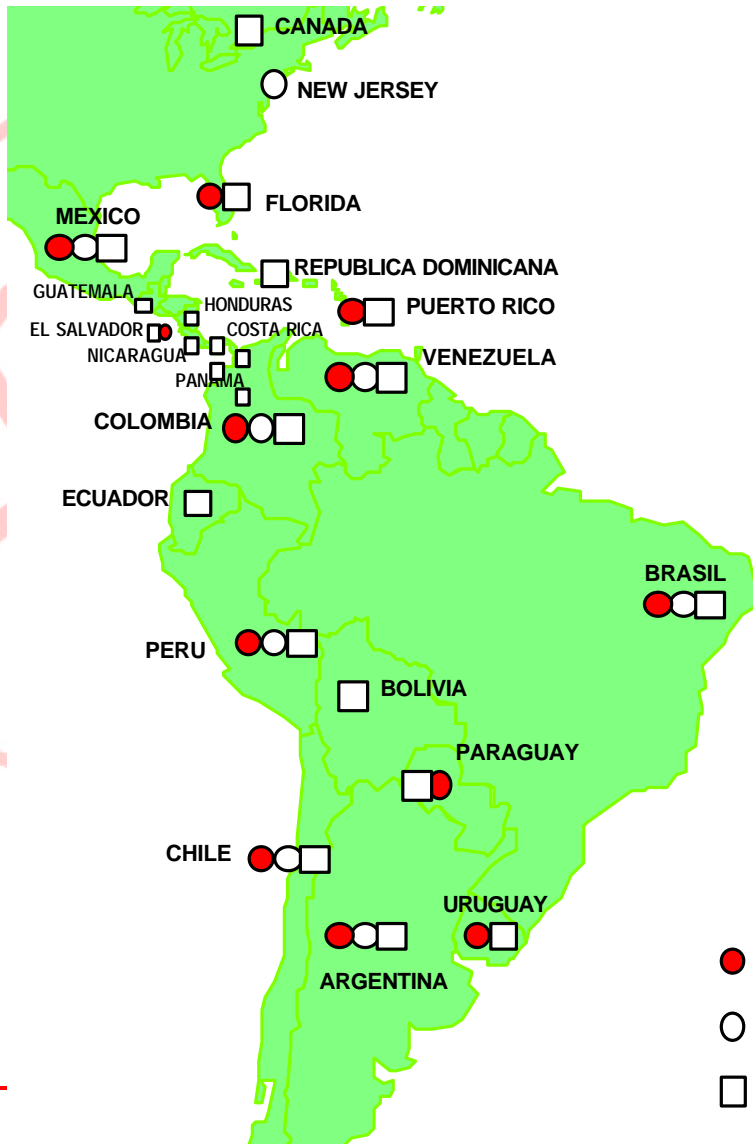 CANADA
NEW JERSEY
FLORIDA
MEXICO
REPUBLICA DOMINICANA
GUATEMALA
HONDURAS
PUERTO RICO
EL SALVADOR
COSTA RICA
NICARAGUA
VENEZUELA
PANAMA
COLOMBIA
ECUADOR
BRASIL
PERU
BOLIVIA
PARAGUAY
CHILE
URUGUAY
ARGENTINA